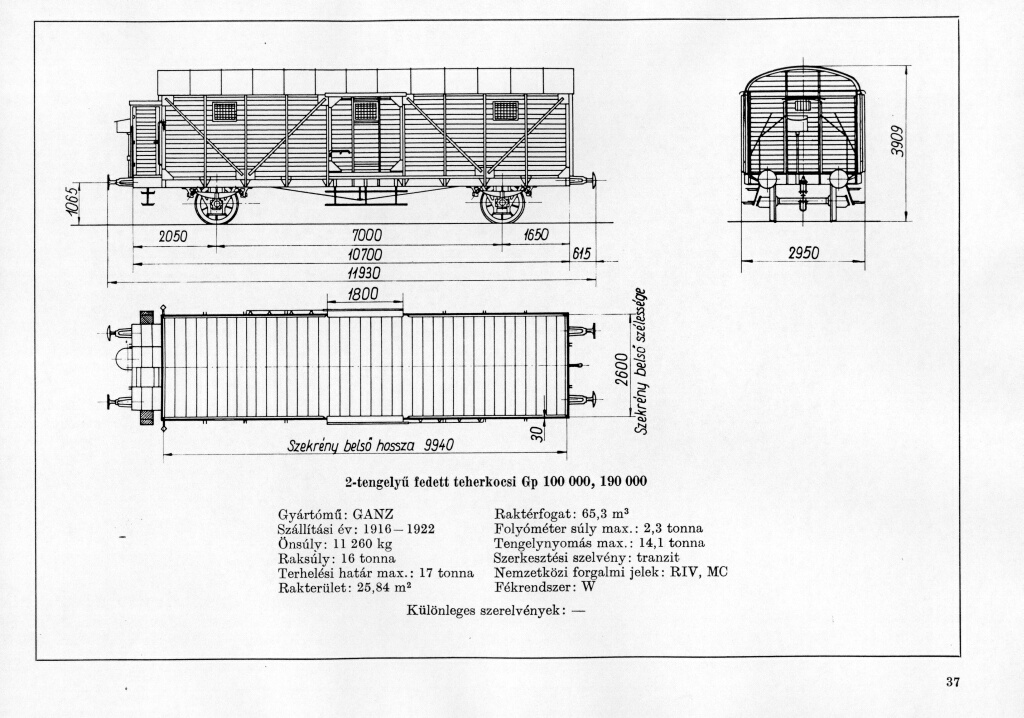 3909
1065
2050
7000
1650
10700
615
11930
2950
1800
2600
Szekrény belső szélessége
30
Szekrény belső hossza 9940
2-tengelyű fedett teherkocsi Gp 100 000, 190 000
Gyártómű: GANZ
Szállítási év: 1916–1922
Önsúly: 11 260 kg
Raksúly: 16 tonna
Terhelési határ max.: 17 tonna
Rakterület: 25,84 m²
Raktérfogat: 65,3 m³
Folyóméter súly max.: 2,3 tonna
Tengelynyomás max.: 14,1 tonna
Szerkesztési szelvény: tranzit
Nemzetközi forgalmi jelek: RIV, MC
Fékrendszer: W
Különleges szerelvények: —
37